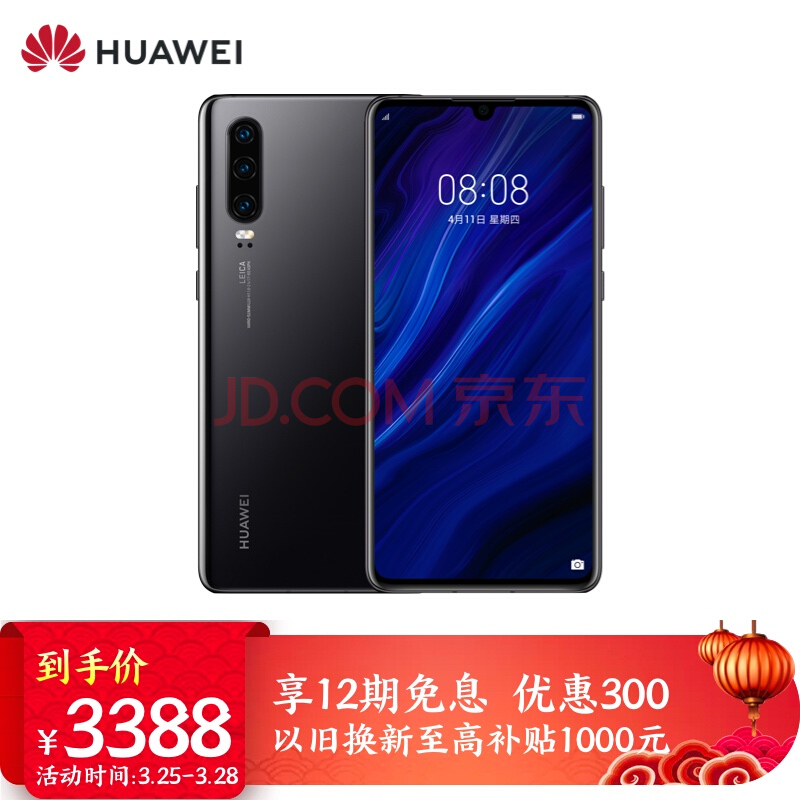 HUAWEI
08:08
4月11日 星期四
LEICA
JD.COM 京东
HUAWEI
到手价
¥3388
活动时间:3.25-3.28
享12期免息 优惠300
以旧换新至高补贴1000元